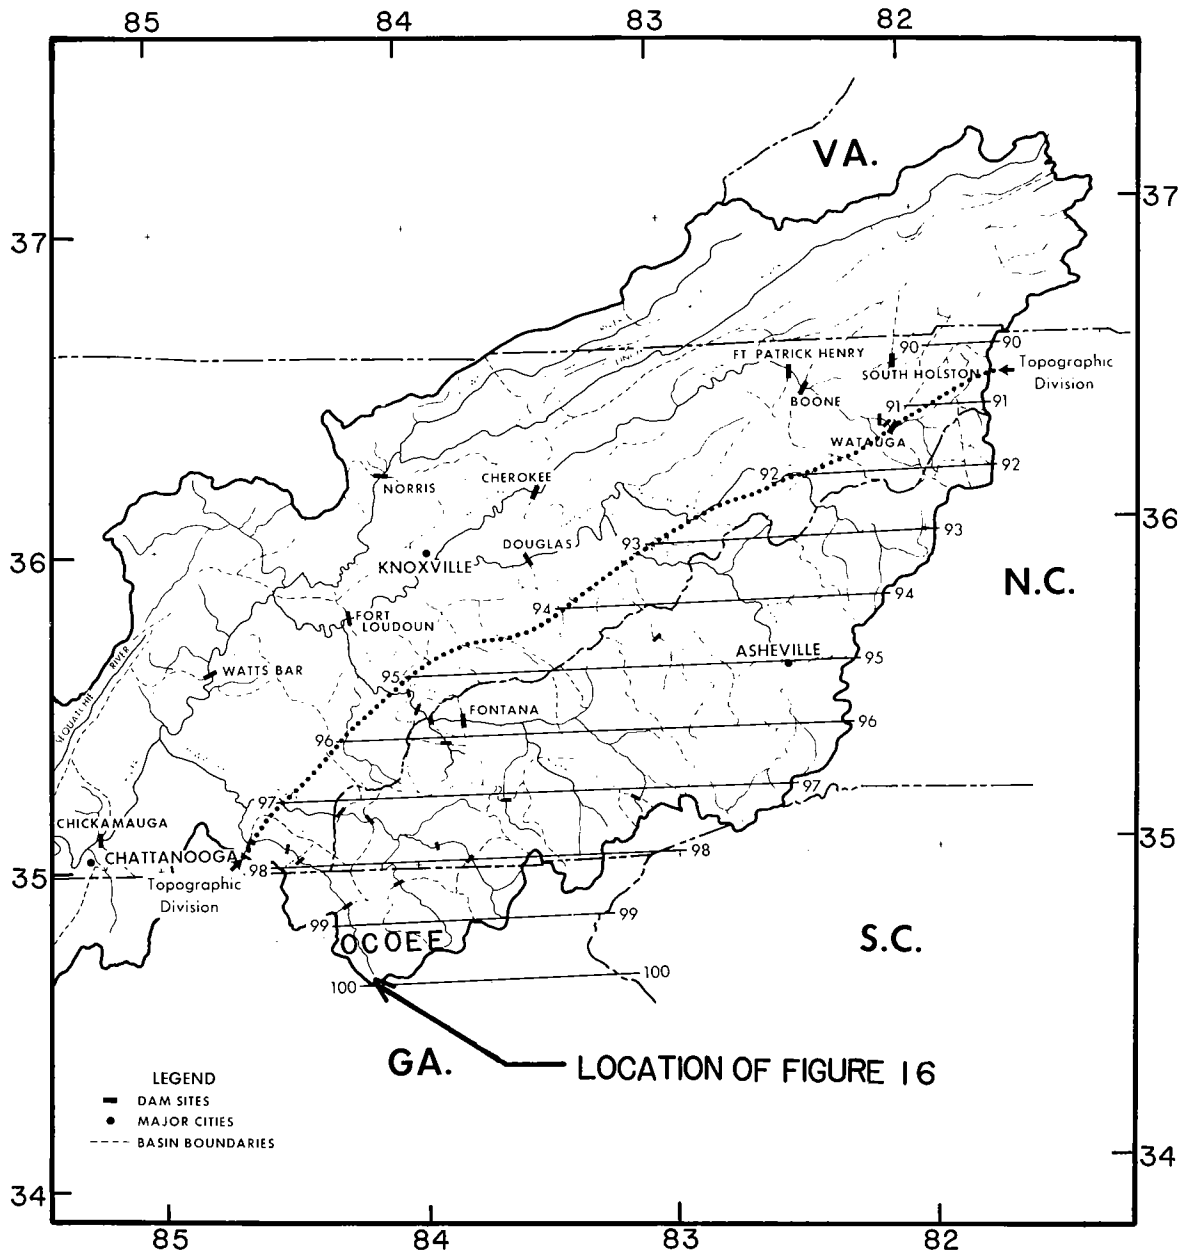 85 84 83 82
VA.
37
37
90 90
FT PATRICK HENRY
SOUTH HOLSTON
Topographic
Division
BOONE
91 91
WATAUGA
92 92
NORRIS
CHEROKEE
36
93 93
DOUGLAS
36
KNOXVILLE
N.C.
94 94
FORT
LOUDOUN
ASHEVILLE
95 95
RIVER
WATTS BAR
FONTANA
96 96
97 97
CHICKAMAUGA
35
CHATTANOOGA
98 98
35
Topographic
Division
99 99
OCOEE
S.C.
100 100
GA.
LOCATION OF FIGURE 16
LEGEND
DAM SITES
MAJOR CITIES
BASIN BOUNDARIES
34
34
85 84 83 82